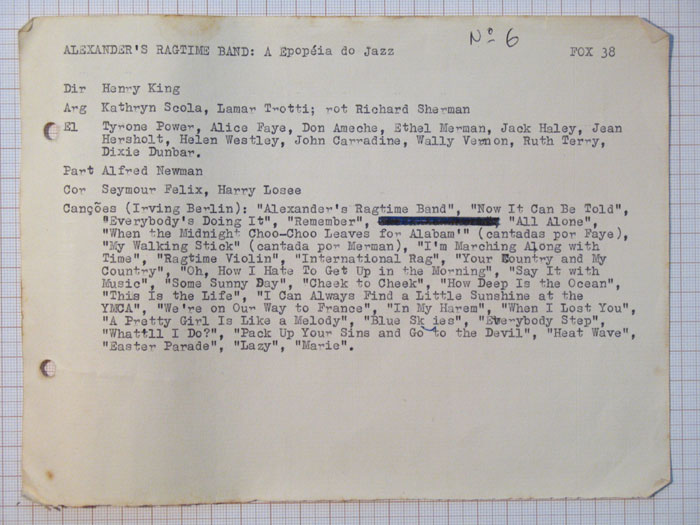 Nº 6
ALEXANDER'S RAGTIME BAND: A Epopéia do Jazz FOX 38
Dir Henry King
Arg Kathryn Scola, Lamar Trotti; rot Richard Sherman
El Tyrone Power, Alice Faye, Don Ameche, Ethel Merman, Jack Haley, Jean
Hersholt, Helen Westley, John Carradine, Wally Vernon, Ruth Terry,
Dixie Dunbar.
Part Alfred Newman
Cor Seymour Felix, Harry Losee
Canções (Irving Berlin): "Alexander's Ragtime Band", "Now It Can Be Told",
"Everybody's Doing It", "Remember", "All Alone",
"When the Midnight Choo-Choo Leaves for Alabam'" (cantadas por Faye),
"My Walking Stick" (cantada por Merman), "I'm Marching Along with
Time", "Ragtime Violin", "International Rag", "Your Country and My
Country", "Oh, How I Hate To Get Up in the Morning", "Say It with
Music", "Some Sunny Day", "Cheek to Cheek", "How Deep Is the Ocean",
"This Is the Life", "I Can Always Find a Little Sunshine at the
YMCA", "We're on Our Way to France", "In My Harem", "When I Lost You",
"A Pretty Girl Is Like a Melody", "Blue Sk ies", "Everybody Step",
"What'll I Do?", "Pack Up Your Sins and Go to the Devil", "Heat Wave",
"Easter Parade", "Lazy", "Marie".